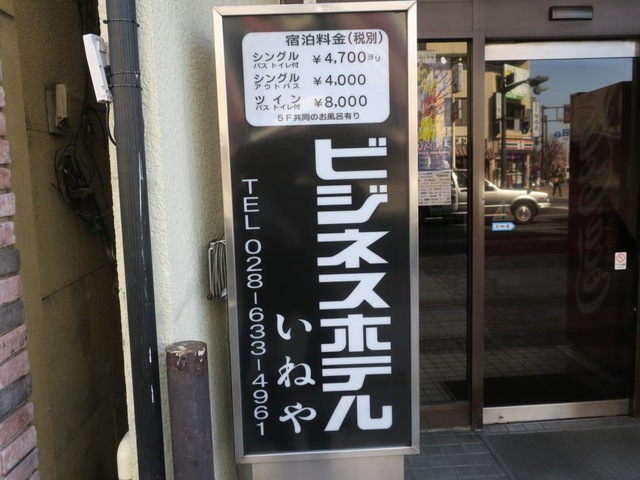 宿泊料金(税別)
シングル ¥4,700ヨリ
バストイレ付
シングル ¥4,000
アウトバス
ツイン ¥8,000
バストイレ付
5F共同のお風呂有り
ビジネスホテル
いねや
TEL 028-633-4961